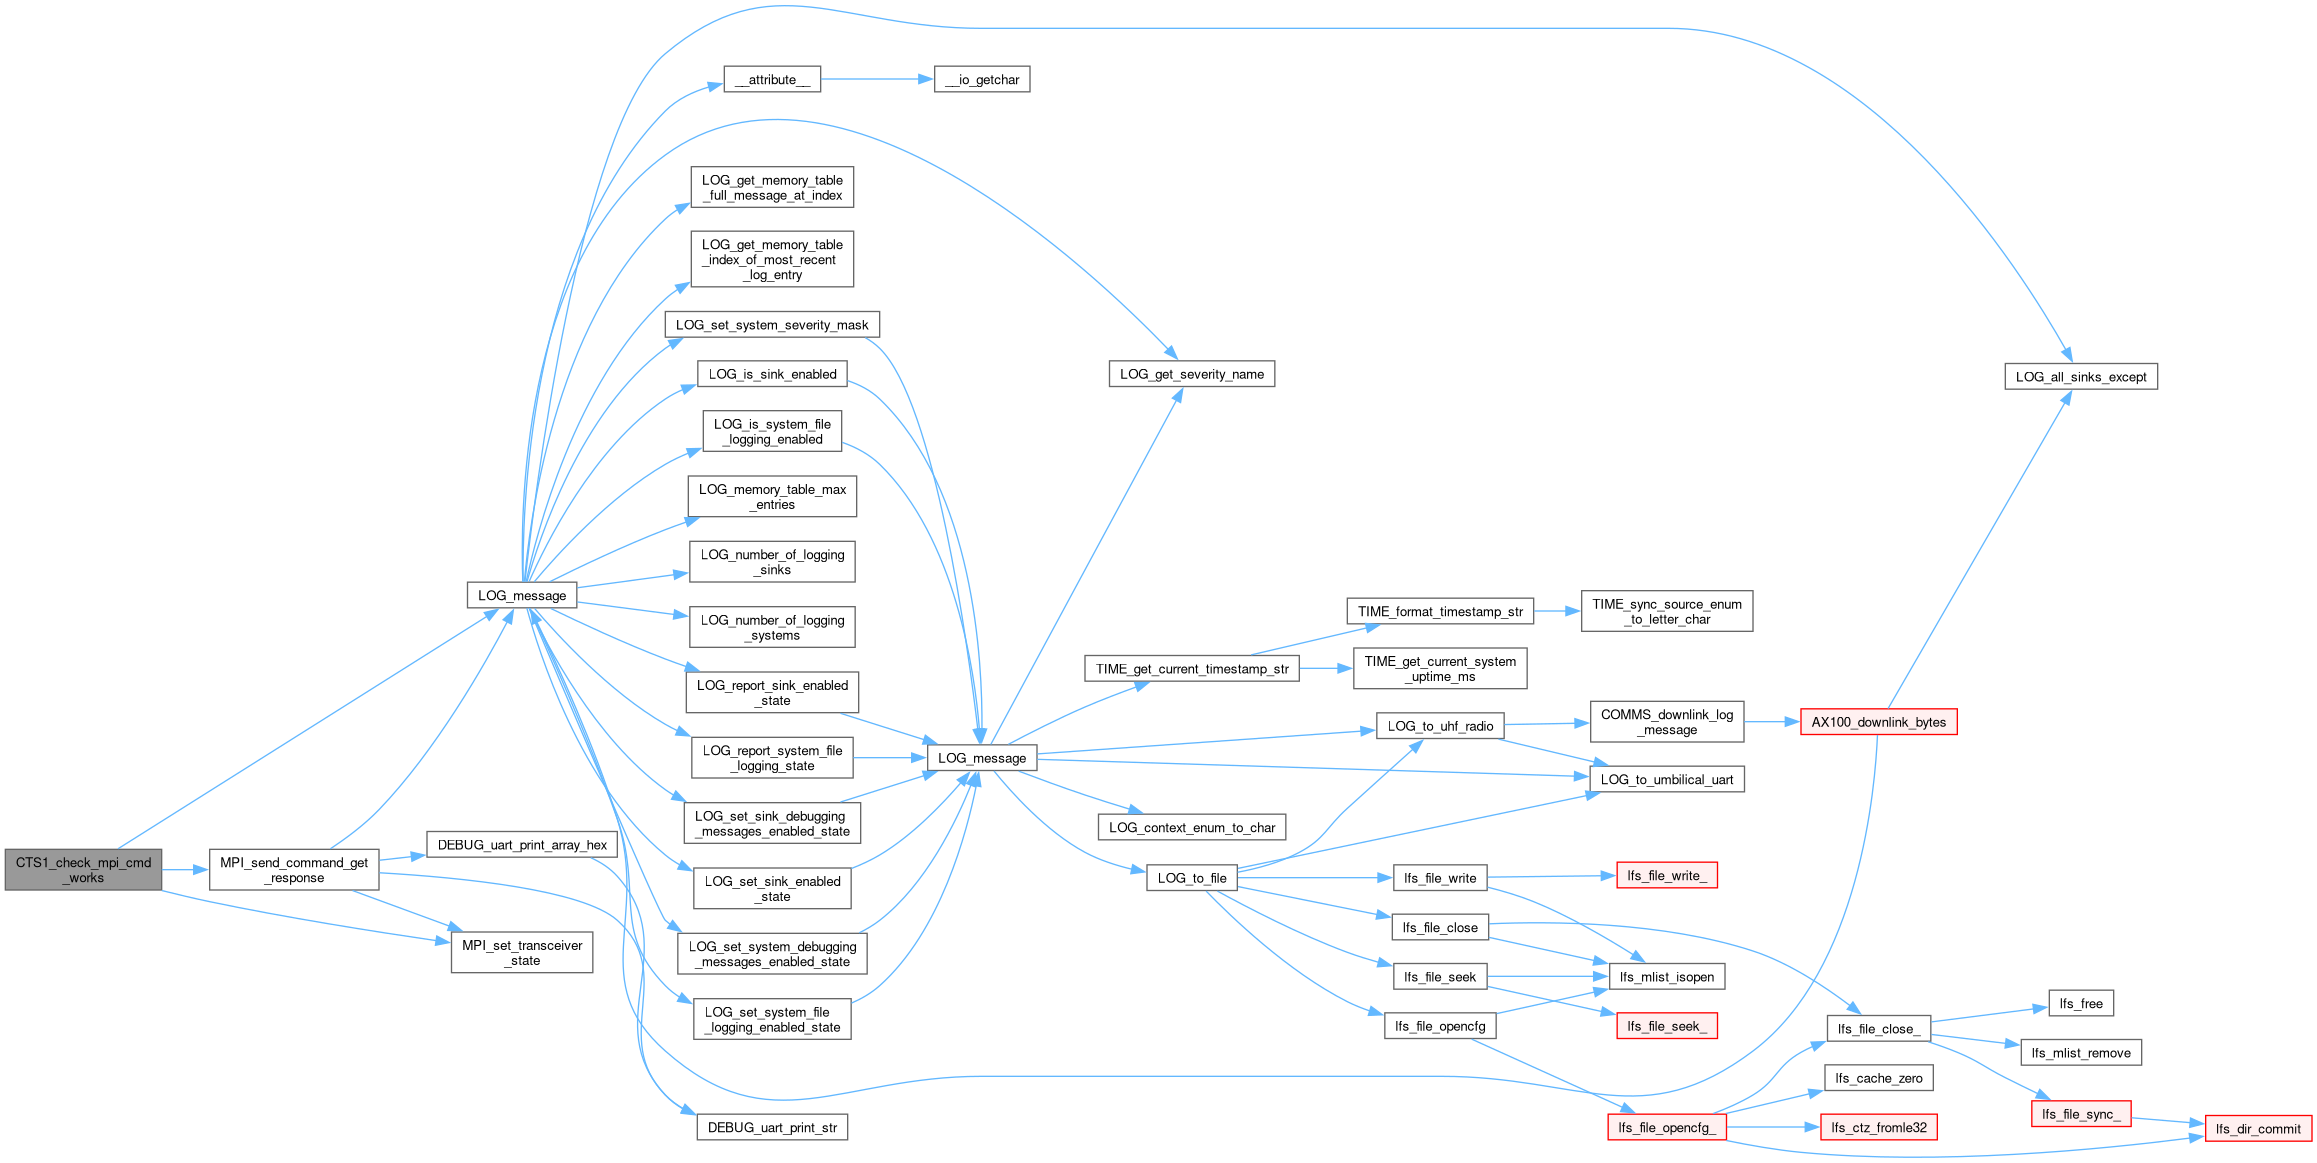 CTS1_check_mpi_cmd
_works
MPI_send_command_get
_response
LOG_message
DEBUG_uart_print_array_hex
MPI_set_transceiver
_state
__attribute__
__io_getchar
LOG_get_memory_table
_full_message_at_index
LOG_get_memory_table
_index_of_most_recent
_log_entry
LOG_set_system_severity_mask
LOG_is_sink_enabled
LOG_is_system_file
_logging_enabled
LOG_memory_table_max
_entries
LOG_number_of_logging
_sinks
LOG_number_of_logging
_systems
LOG_report_sink_enabled
_state
LOG_report_system_file
_logging_state
LOG_set_sink_debugging
_messages_enabled_state
LOG_set_sink_enabled
_state
LOG_set_system_debugging
_messages_enabled_state
LOG_set_system_file
_logging_enabled_state
DEBUG_uart_print_str
LOG_message
LOG_get_severity_name
TIME_get_current_timestamp_str
LOG_context_enum_to_char
LOG_to_file
TIME_format_timestamp_str
TIME_get_current_system
_uptime_ms
LOG_to_uhf_radio
lfs_file_write
lfs_file_close
lfs_file_seek
lfs_file_opencfg
TIME_sync_source_enum
_to_letter_char
COMMS_downlink_log
_message
LOG_to_umbilical_uart
lfs_file_write_
lfs_mlist_isopen
lfs_file_seek_
lfs_file_opencfg_
AX100_downlink_bytes
lfs_file_close_
lfs_cache_zero
lfs_ctz_fromle32
LOG_all_sinks_except
lfs_free
lfs_mlist_remove
lfs_file_sync_
lfs_dir_commit